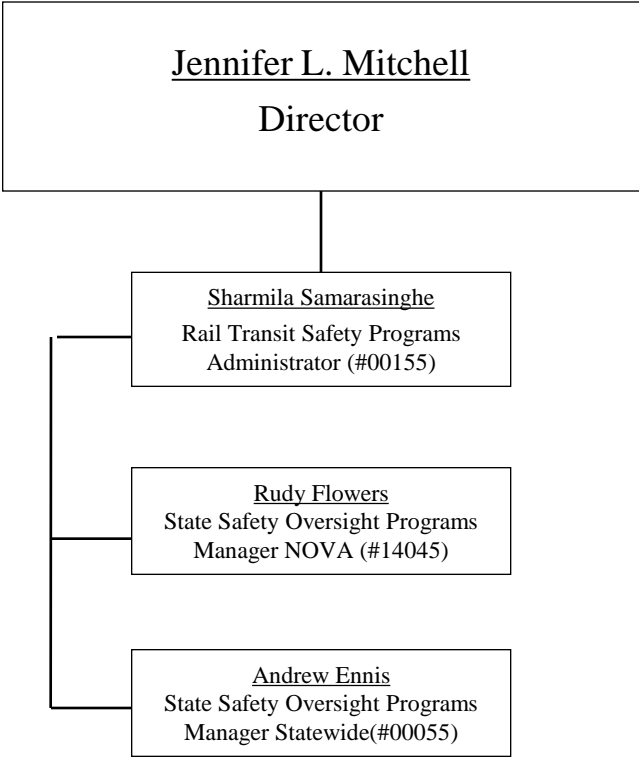 Jennifer L. Mitchell
Director
Sharmila Samarasinghe
Rail Transit Safety Programs
Administrator (#00155)
Rudy Flowers
State Safety Oversight Programs
Manager NOVA (#14045)
Andrew Ennis
State Safety Oversight Programs
Manager Statewide(#00055)